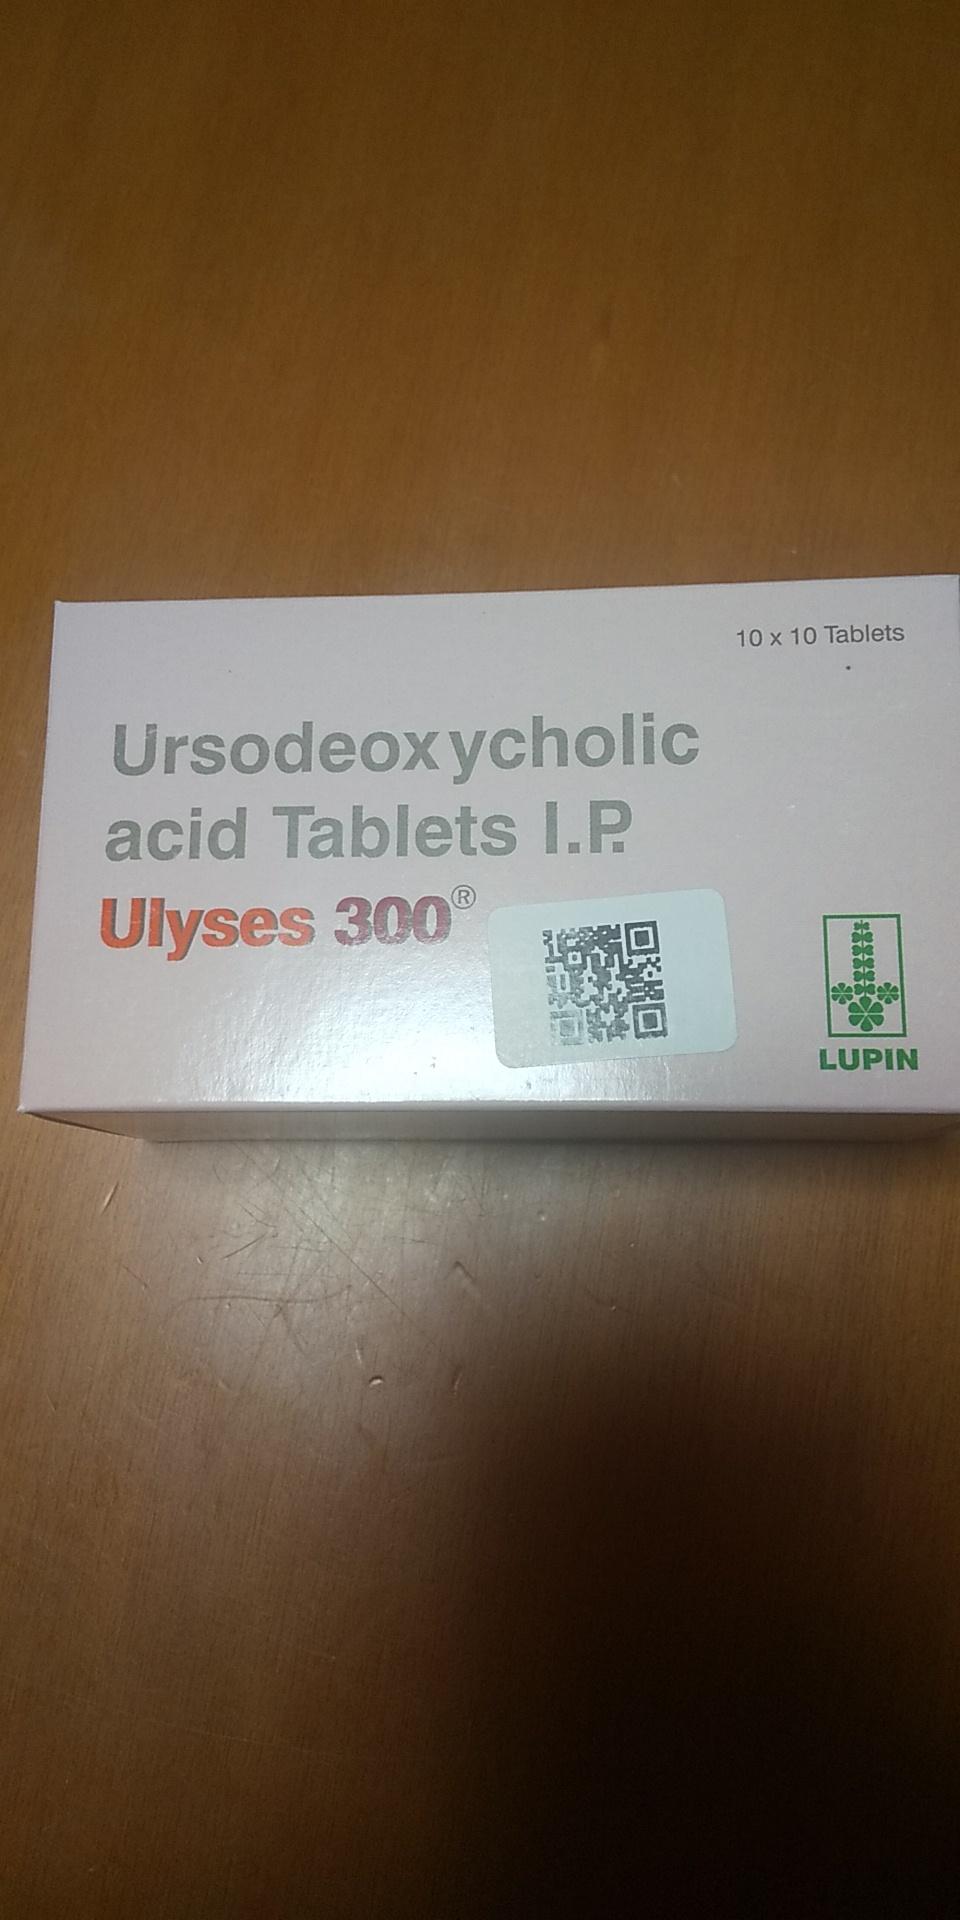 10 x 10 Tablets
Ursodeoxycholic
acid Tablets I.P.
Ulyses 300®
LUPIN